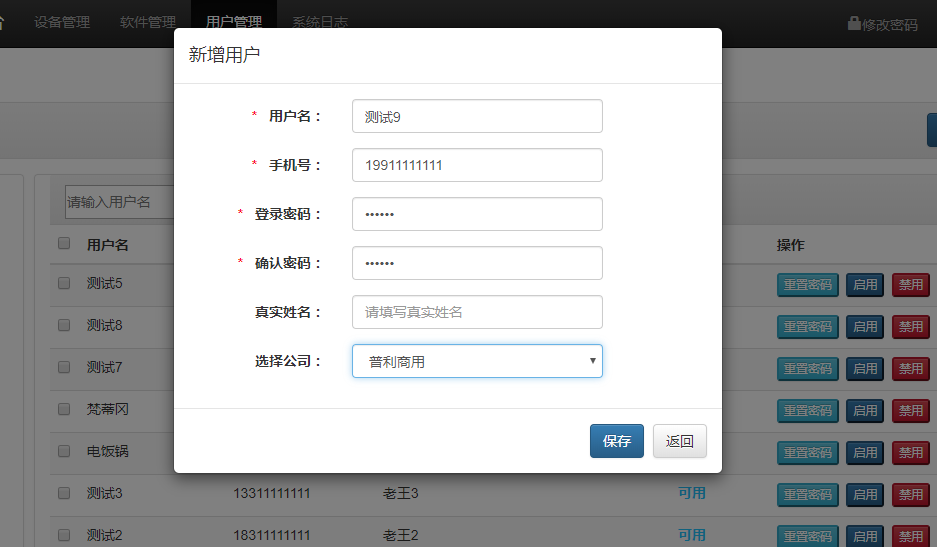 设备管理 软件管理 用户管理 系统日志 修改密码
新增用户
* 用户名： 测试9
* 手机号： 19911111111
* 登录密码： ••••••
* 确认密码： ••••••
真实姓名： 请填写真实姓名
选择公司： 普利商用
保存 返回
请输入用户名
用户名 操作
测试5 重置密码 启用 禁用
测试8 重置密码 启用 禁用
测试7 重置密码 启用 禁用
梵蒂冈 重置密码 启用 禁用
电饭锅 重置密码 启用 禁用
测试3 13311111111 老王3 可用 重置密码 启用 禁用
测试2 18311111111 老王2 可用 重置密码 启用 禁用